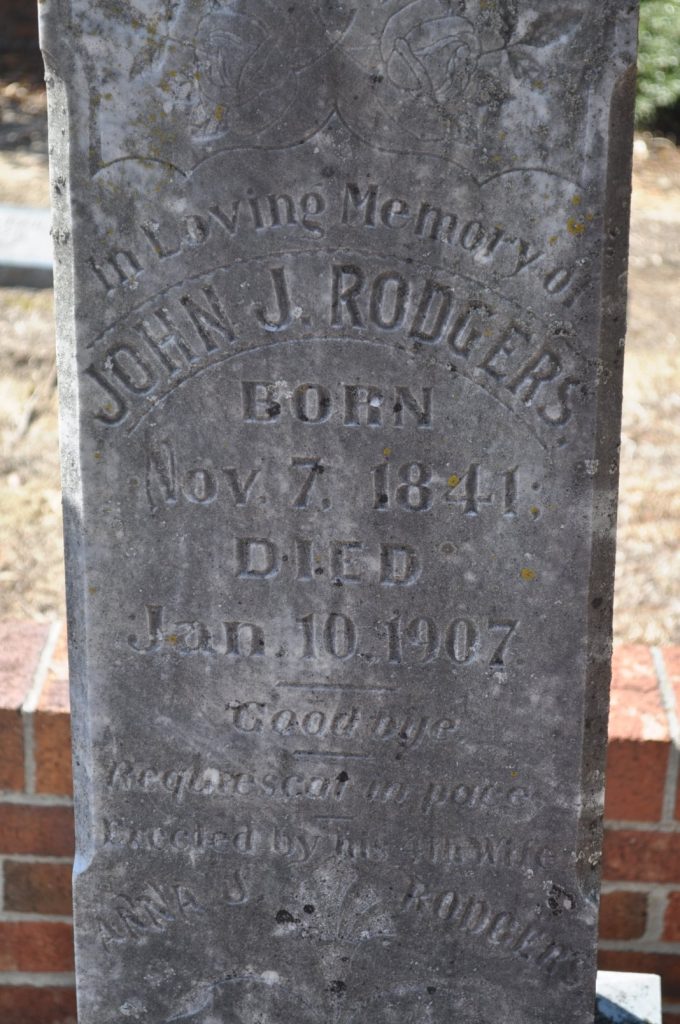 In Loving Memory of
JOHN J. RODGERS.
BORN
Nov. 7, 1841;
DIED
Jan. 10. 1907
Good bye
Requiescat in pace
Erected by his 4th Wife
ANNA J. RODGERS